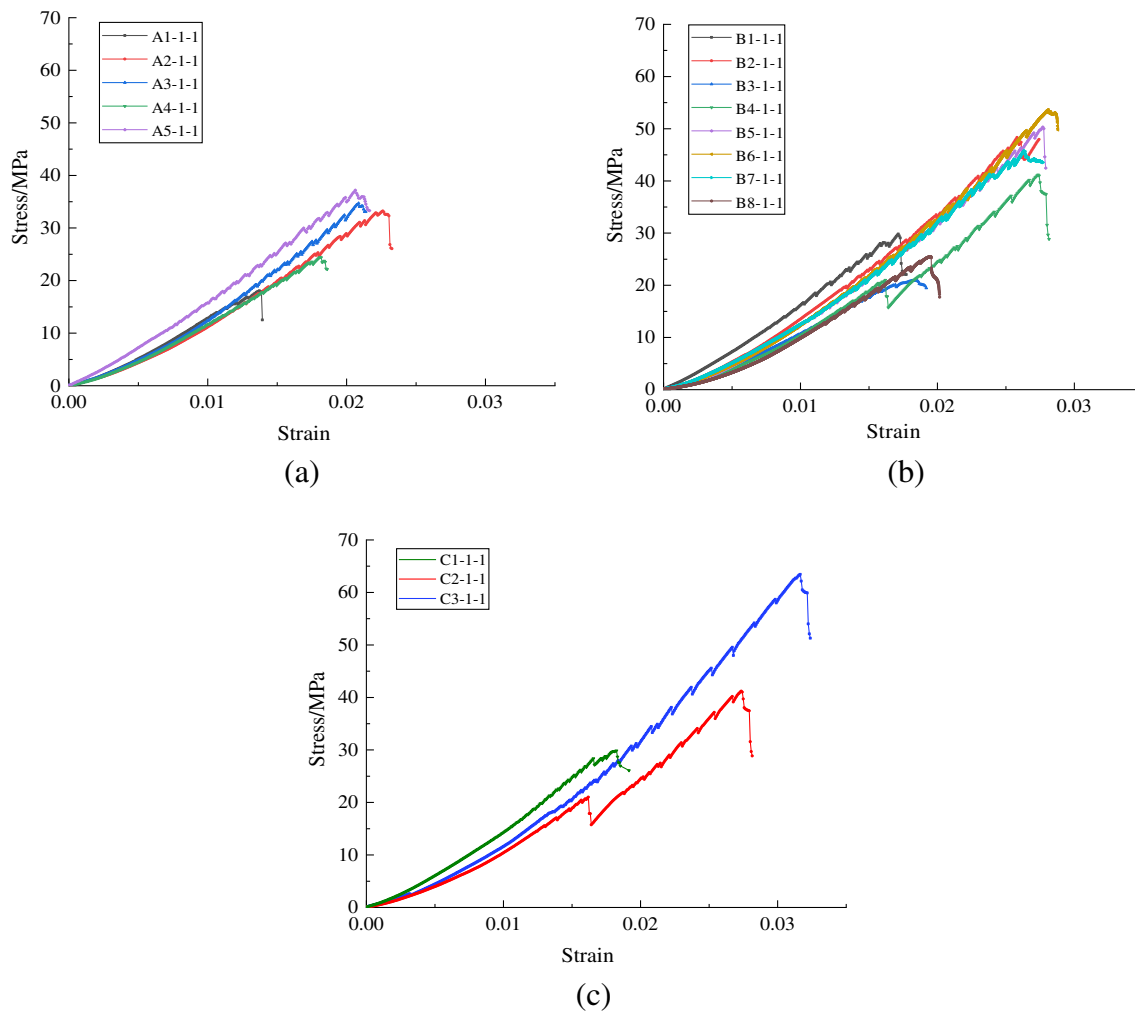 70
60
50
40
30
20
10
0
Stress/MPa
A1-1-1
A2-1-1
A3-1-1
A4-1-1
A5-1-1
0.00
0.01
0.02
0.03
Strain
(a)
70
60
50
40
30
20
10
0
Stress/MPa
B1-1-1
B2-1-1
B3-1-1
B4-1-1
B5-1-1
B6-1-1
B7-1-1
B8-1-1
0.00
0.01
0.02
0.03
Strain
(b)
70
60
50
40
30
20
10
0
Stress/MPa
C1-1-1
C2-1-1
C3-1-1
0.00
0.01
0.02
0.03
Strain
(c)